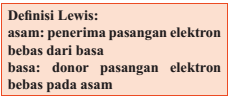 Definisi Lewis:
asam: penerima pasangan elektron
bebas dari basa
basa: donor pasangan elektron
bebas pada asam